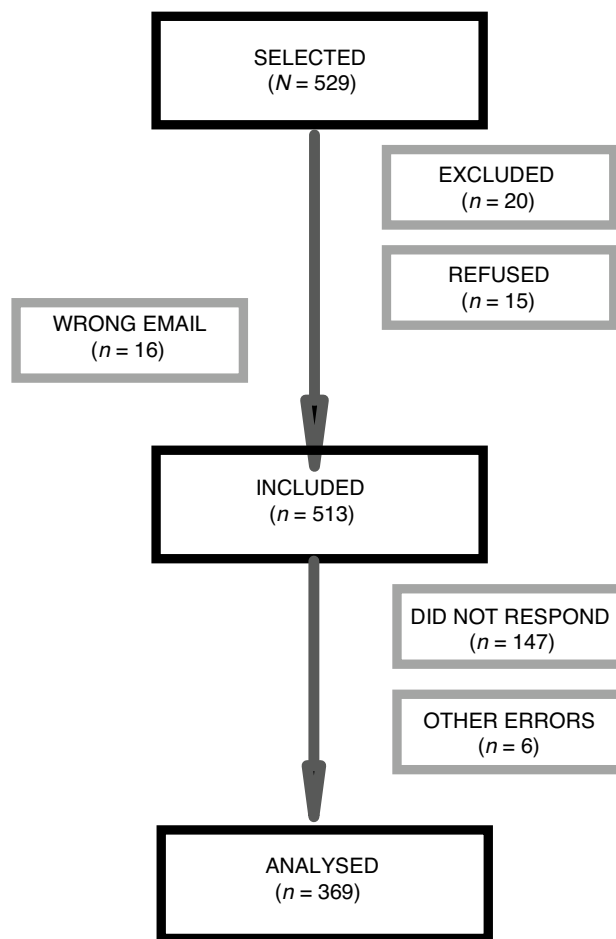 SELECTED
(N = 529)
EXCLUDED
(n = 20)
REFUSED
(n = 15)
WRONG EMAIL
(n = 16)
INCLUDED
(n = 513)
DID NOT RESPOND
(n = 147)
OTHER ERRORS
(n = 6)
ANALYSED
(n = 369)